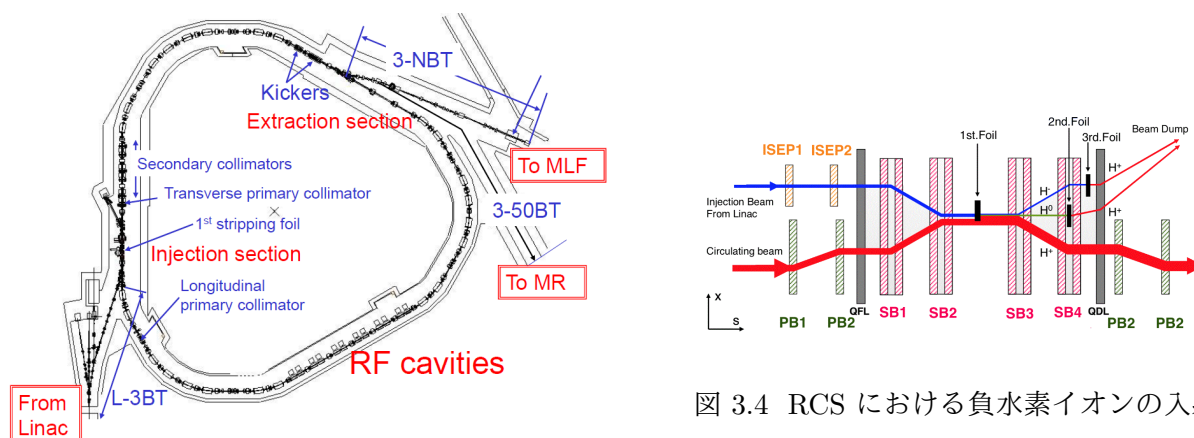 3-NBT
Kickers
Extraction section
To MLF
Secondary collimators
Transverse primary collimator
1st stripping foil
3-50BT
Injection section
To MR
Longitudinal
primary collimator
RF cavities
L-3BT
From
Linac
2nd.Foil
Beam Dump
1st.Foil
3rd.Foil
ISEP1
ISEP2
H+
H-
Injection Beam
From Linac
H0
H+
Circulating beam
H+
X
S
PB1
PB2
QFL
SB1
SB2
SB3
SB4
QDL
PB2
PB2
図 3.4 RCS における負水素イオンの入